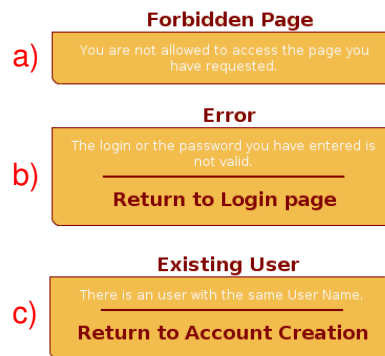 Forbidden Page
a)
You are not allowed to access the page you
have requested.
Error
b)
The login or the password you have entered is
not valid.
Return to Login page
Existing User
c)
There is an user with the same User Name.
Return to Account Creation